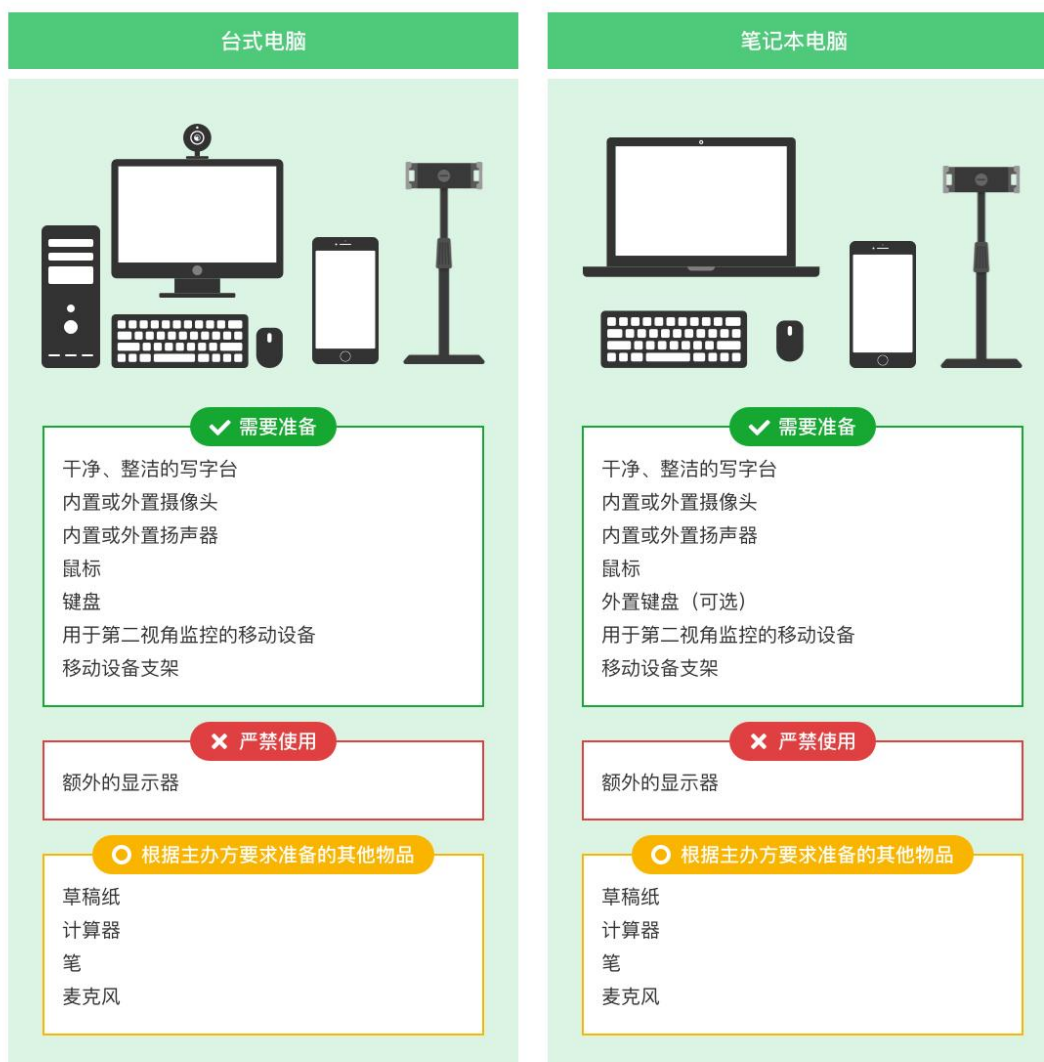 台式电脑
需要准备
干净、整洁的写字台
内置或外置摄像头
内置或外置扬声器
鼠标
键盘
用于第二视角监控的移动设备
移动设备支架
严禁使用
额外的显示器
根据主办方要求准备的其他物品
草稿纸
计算器
笔
麦克风
笔记本电脑
需要准备
干净、整洁的写字台
内置或外置摄像头
内置或外置扬声器
鼠标
外置键盘（可选）
用于第二视角监控的移动设备
移动设备支架
严禁使用
额外的显示器
根据主办方要求准备的其他物品
草稿纸
计算器
笔
麦克风